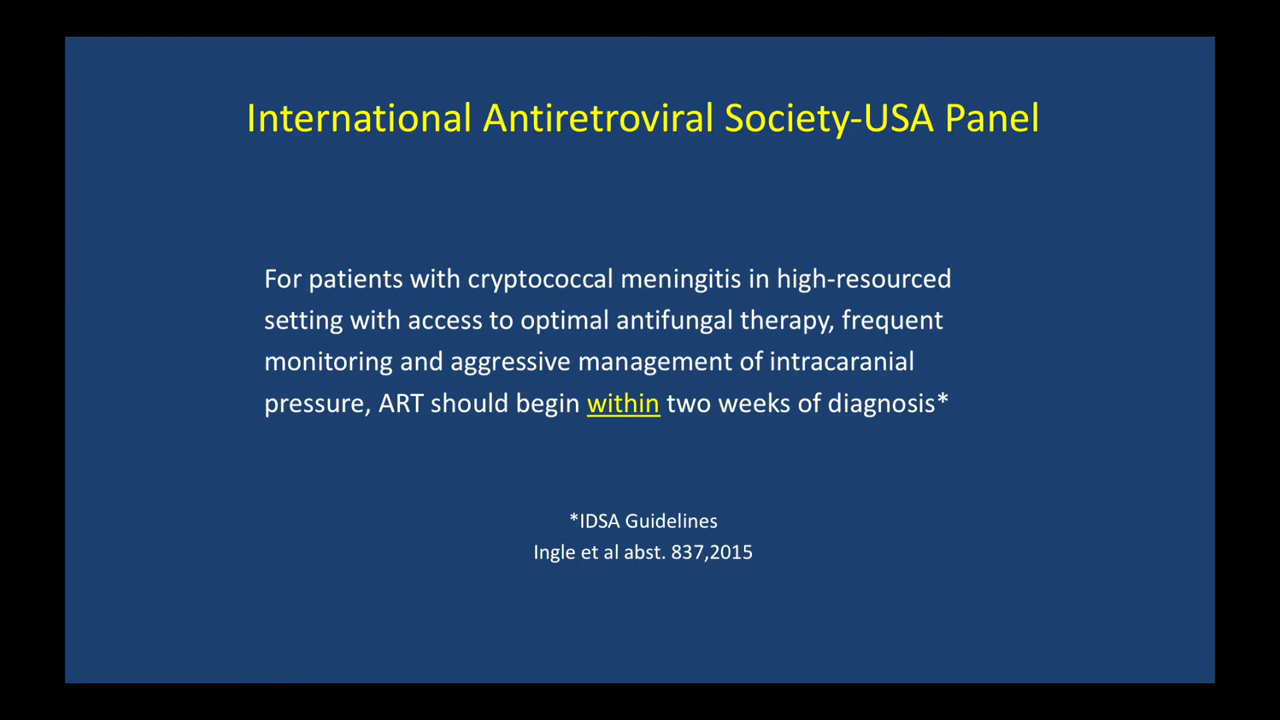 International Antiretroviral Society-USA Panel
For patients with cryptococcal meningitis in high-resourced
setting with access to optimal antifungal therapy, frequent
monitoring and aggressive management of intracaranial
pressure, ART should begin within two weeks of diagnosis*
*IDSA Guidelines
Ingle et al abst. 837,2015